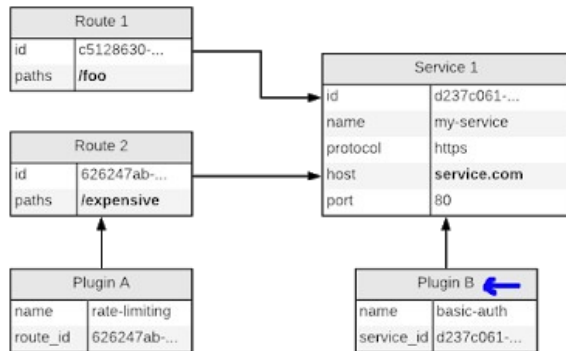 Route 1
id c5128630-...
paths /foo
Service 1
id d237c061-...
name my-service
protocol https
host service.com
port 80
Route 2
id 626247ab-...
paths /expensive
Plugin A
name rate-limiting
route_id 626247ab-...
Plugin B
name basic-auth
service_id d237c061-...